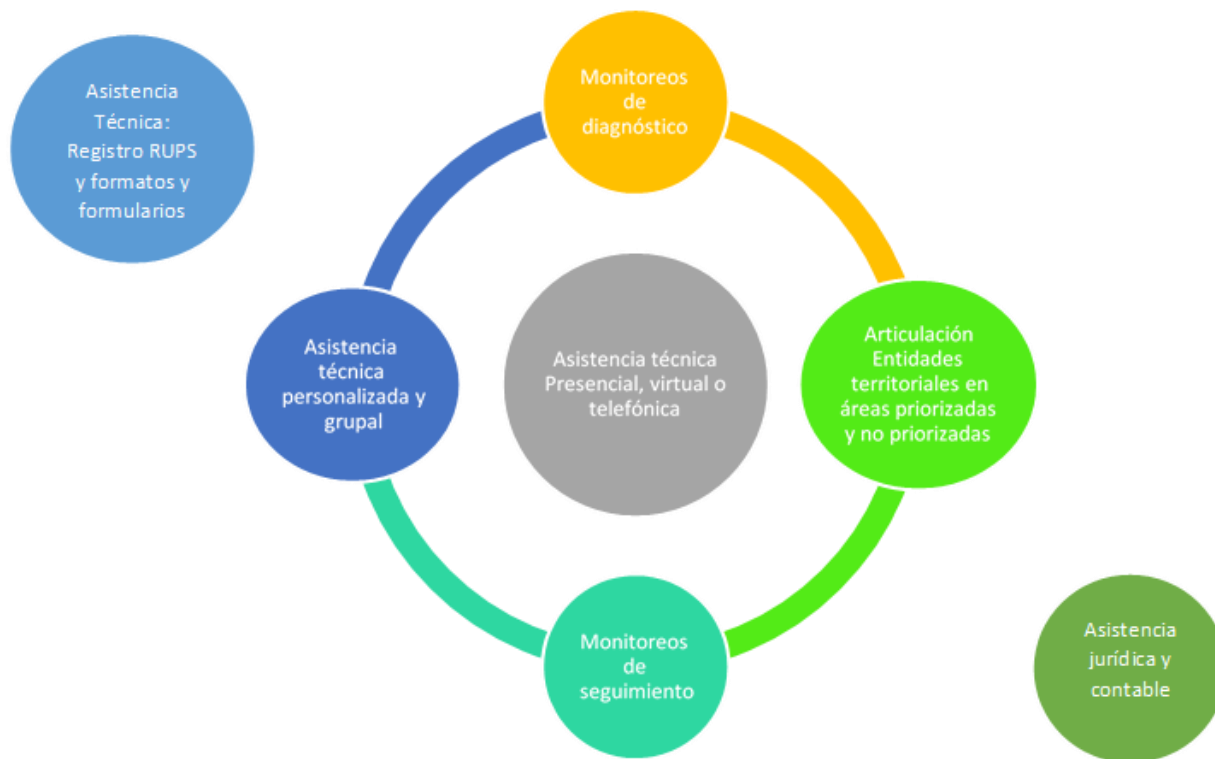 Asistencia
Técnica:
Registro RUPS
y formatos y
formularios
Monitoreos
de
diagnóstico
Asistencia
técnica
personalizada y
grupal
Asistencia técnica
Presencial, virtual o
telefónica
Articulación
Entidades
territoriales en
áreas priorizadas
y no priorizadas
Monitoreos
de
seguimiento
Asistencia
jurídica y
contable